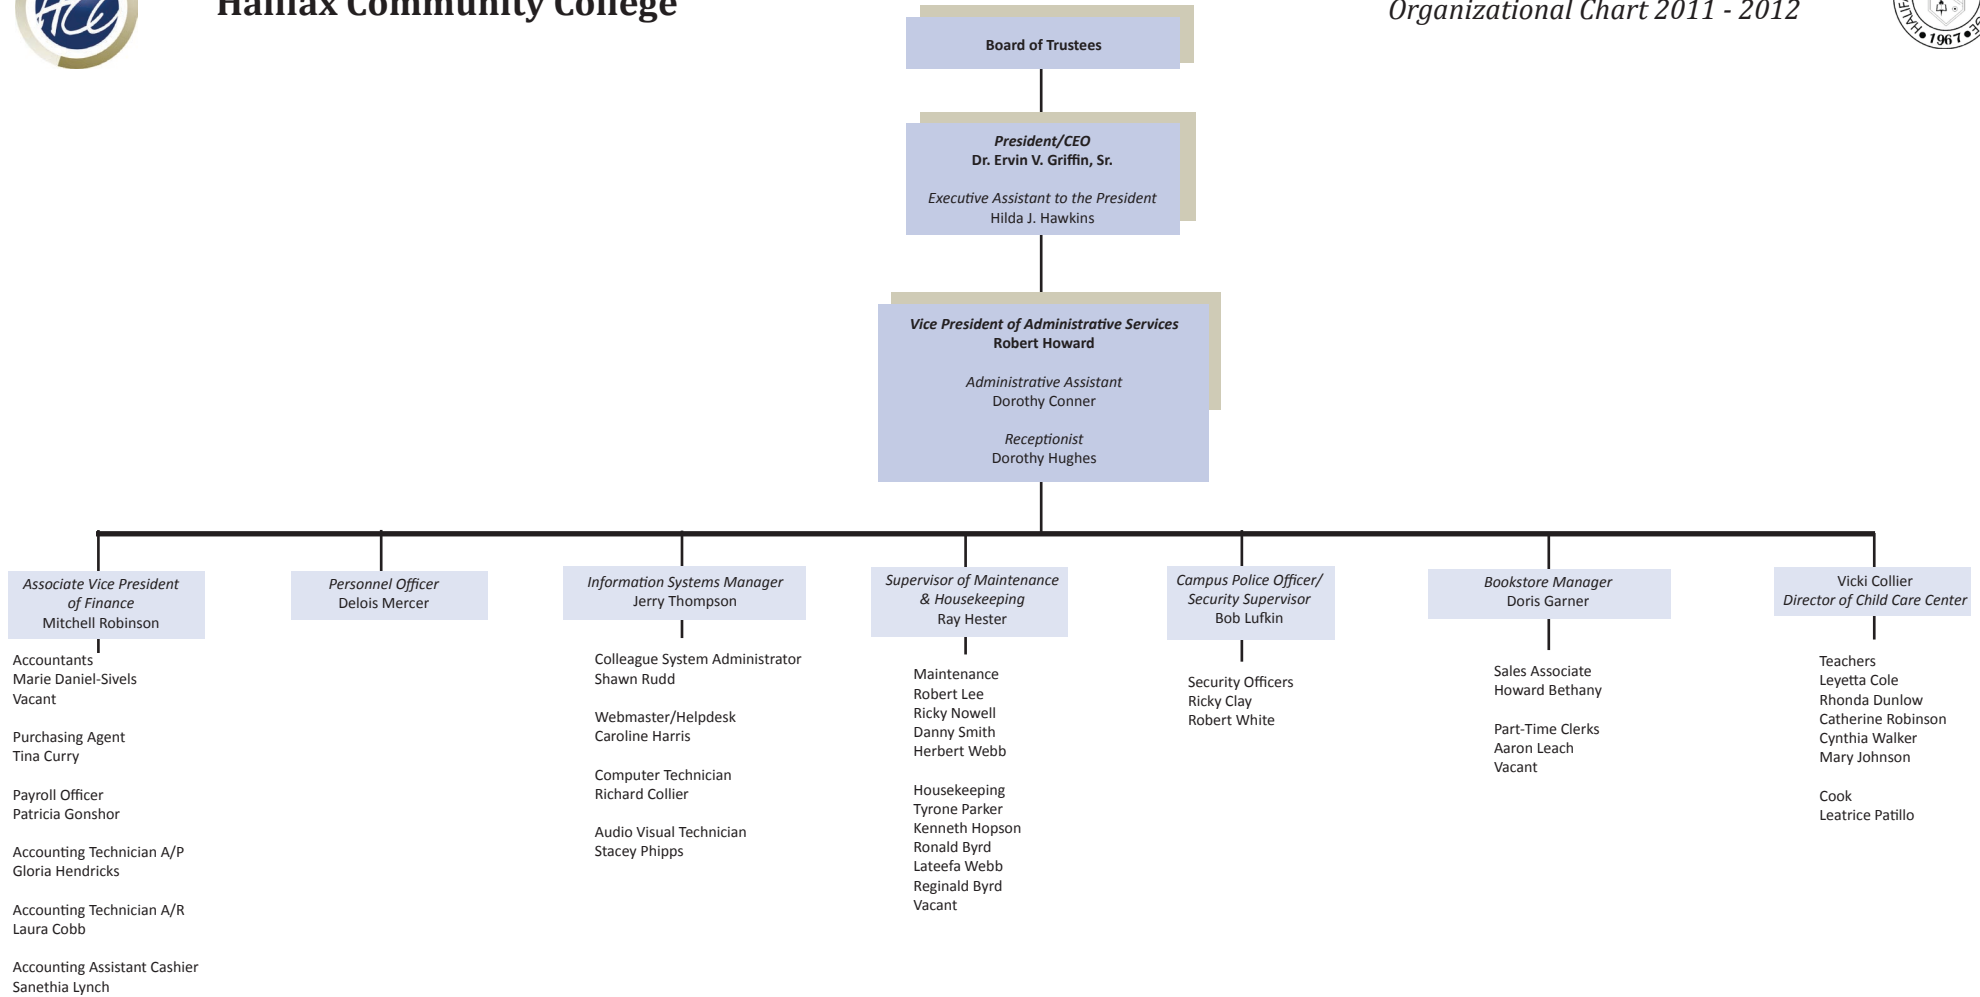 Halifax Community College
Organizational Chart 2011 - 2012
1967
Board of Trustees
President/CEO
Dr. Ervin V. Griffin, Sr.
Executive Assistant to the President
Hilda J. Hawkins
Vice President of Administrative Services
Robert Howard
Administrative Assistant
Dorothy Conner
Receptionist
Dorothy Hughes
Associate Vice President
of Finance
Mitchell Robinson
Accountants
Marie Daniel-Sivels
Vacant
Purchasing Agent
Tina Curry
Payroll Officer
Patricia Gonshor
Accounting Technician A/P
Gloria Hendricks
Accounting Technician A/R
Laura Cobb
Accounting Assistant Cashier
Sanethia Lynch
Personnel Officer
Delois Mercer
Information Systems Manager
Jerry Thompson
Colleague System Administrator
Shawn Rudd
Webmaster/Helpdesk
Caroline Harris
Computer Technician
Richard Collier
Audio Visual Technician
Stacey Phipps
Supervisor of Maintenance
& Housekeeping
Ray Hester
Maintenance
Robert Lee
Ricky Nowell
Danny Smith
Herbert Webb
Housekeeping
Tyrone Parker
Kenneth Hopson
Ronald Byrd
Lateefa Webb
Reginald Byrd
Vacant
Campus Police Officer/
Security Supervisor
Bob Lufkin
Security Officers
Ricky Clay
Robert White
Bookstore Manager
Doris Garner
Sales Associate
Howard Bethany
Part-Time Clerks
Aaron Leach
Vacant
Vicki Collier
Director of Child Care Center
Teachers
Leyetta Cole
Rhonda Dunlow
Catherine Robinson
Cynthia Walker
Mary Johnson
Cook
Leatrice Patillo